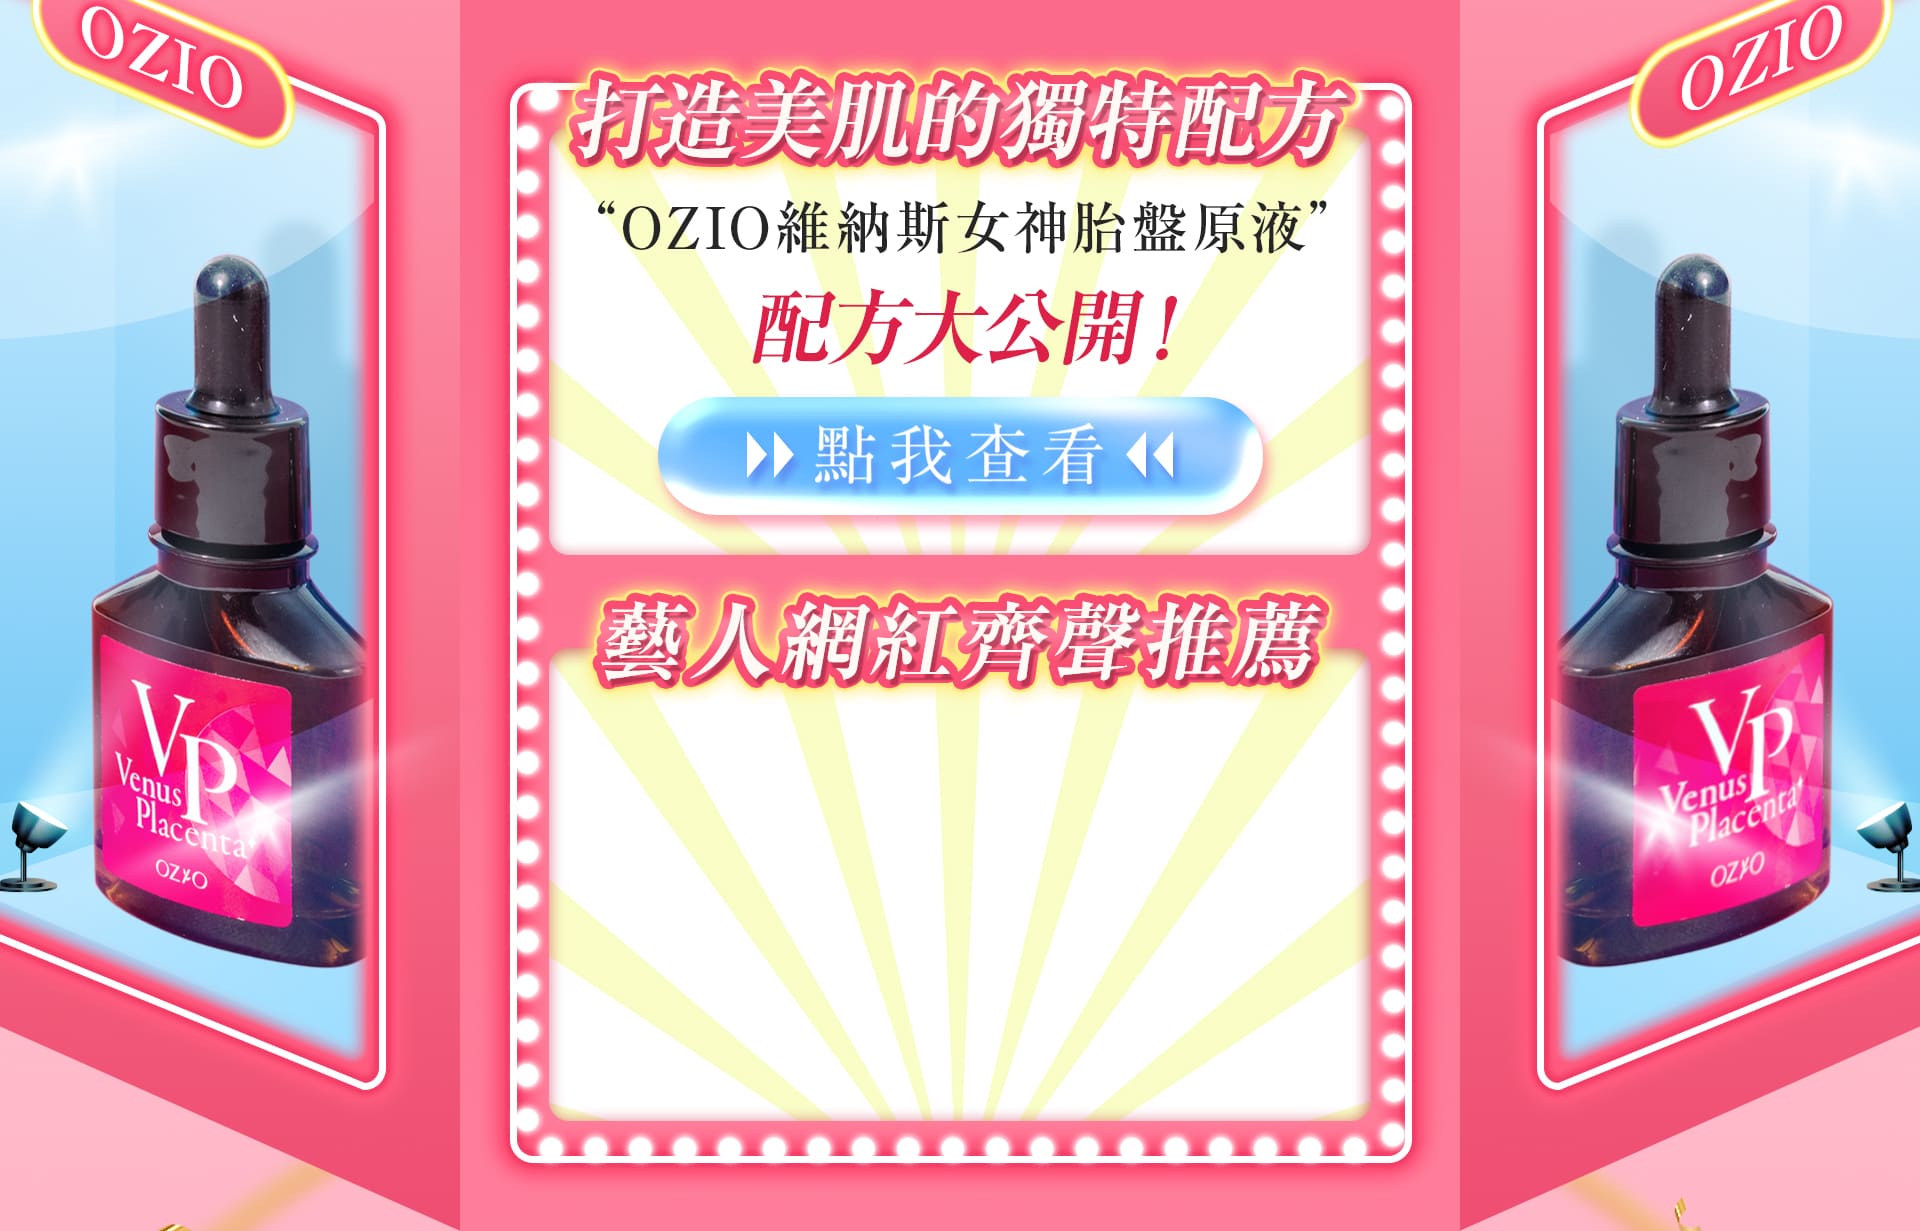 OZIO
OZIO
打造美肌的獨特配方
“OZIO維納斯女神胎盤原液”
配方大公開！
點我查看
藝人網紅齊聲推薦
VP
Venus
Placenta+
OZIO
VP
Venus
Placenta+
OZIO